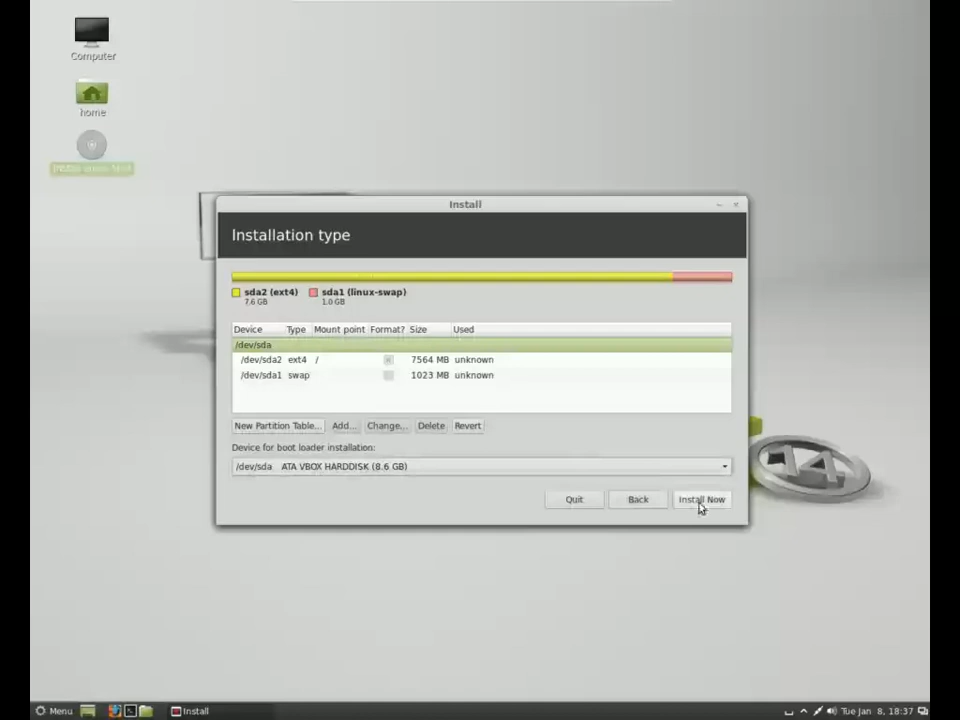 Computer
home
Install
Installation type
sda2 (ext4) sda1 (linux-swap)
7.6 GB 1.0 GB
Device Type Mount point Format? Size Used
/dev/sda
/dev/sda2 ext4 / 7564 MB unknown
/dev/sda1 swap 1023 MB unknown
New Partition Table... Add... Change... Delete Revert
Device for boot loader installation:
/dev/sda ATA VBOX HARDDISK (8.6 GB)
14
Quit Back Install Now
Menu Install Tue Jan 8, 18:37